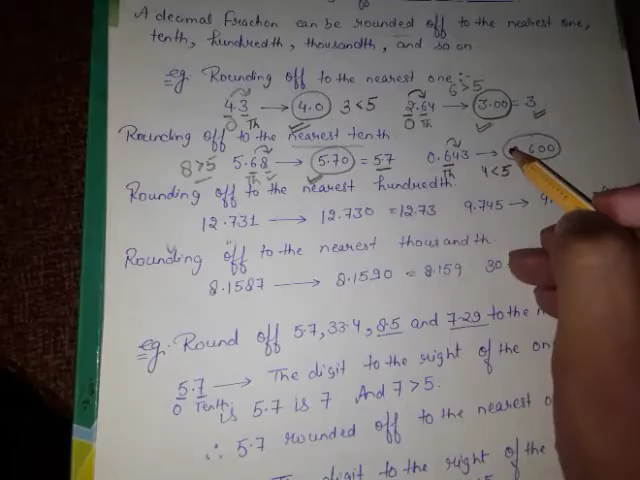 A decimal fraction can be rounded off to the nearest one,
tenth, hundredth, thousandth, and so on
eg. Rounding off to the nearest one :-
4.3 → 4.0 3<5 2.64 → 3.00 = 3 6>5
O Th O Th
Rounding off to the nearest tenth
8>5 5.68 → 5.70 = 5.7 0.643 → 600
Th Th 4<5
Rounding off to the nearest hundredth.
12.731 → 12.730 = 12.73 9.745 →
Rounding off to the nearest thousandth.
8.1587 → 8.1590 = 8.159 30
eg. Round off 5.7, 33.4, 8.5 and 7.29 to the
5.7 → The digit to the right of the
O Tenth is 5.7 is 7 And 7 > 5.
∴ 5.7 rounded off to the nearest
digit to the right of the